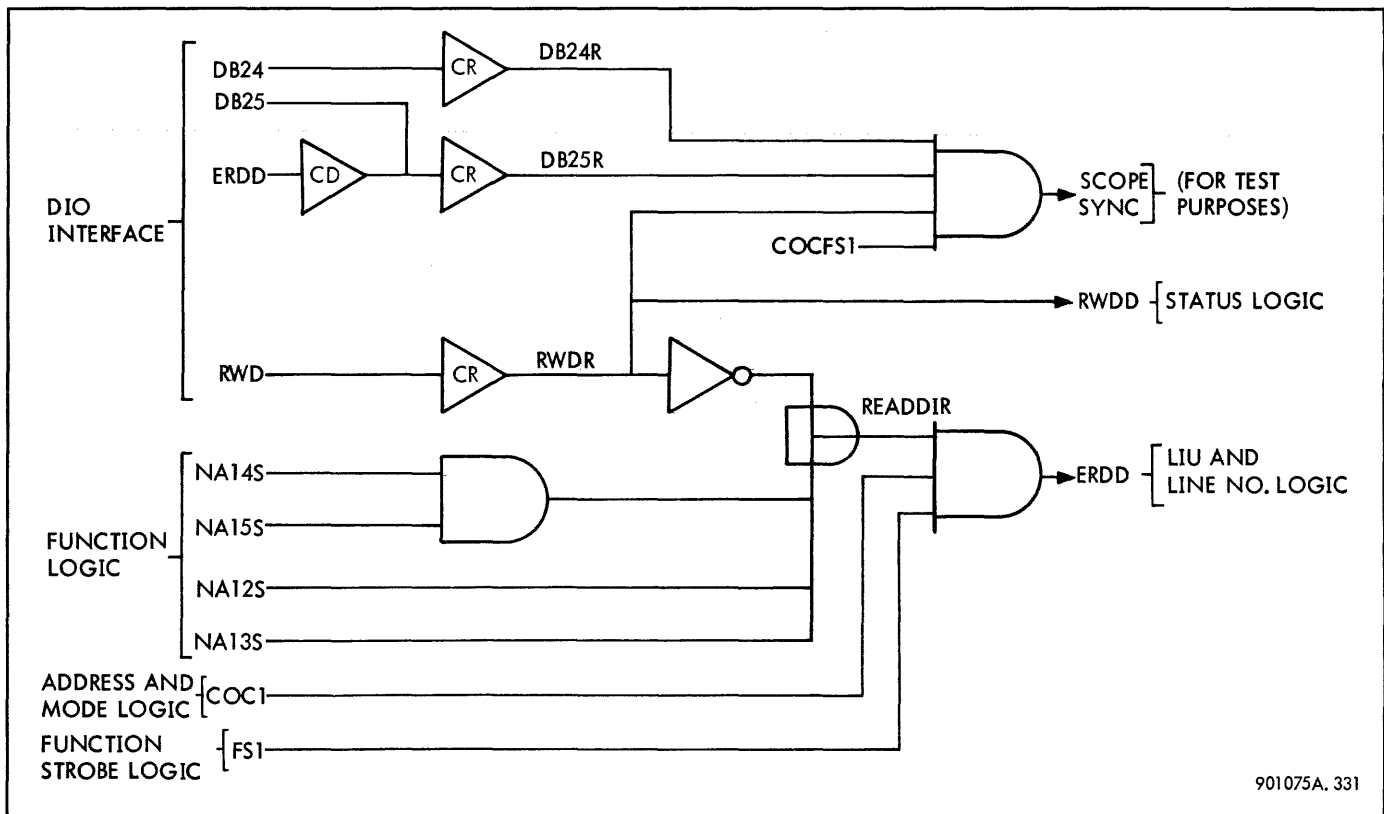 DB24
CR
DB24R
DB25
ERDD
CD
CR
DB25R
DIO
INTERFACE
SCOPE
SYNC
(FOR TEST
PURPOSES)
COCFS1
RWDD
STATUS LOGIC
RWD
CR
RWDR
READDIR
NA14S
NA15S
FUNCTION
LOGIC
NA12S
NA13S
ERDD
LIU AND
LINE NO. LOGIC
ADDRESS AND
MODE LOGIC
COC1
FUNCTION
STROBE LOGIC
FS1
901075A. 331